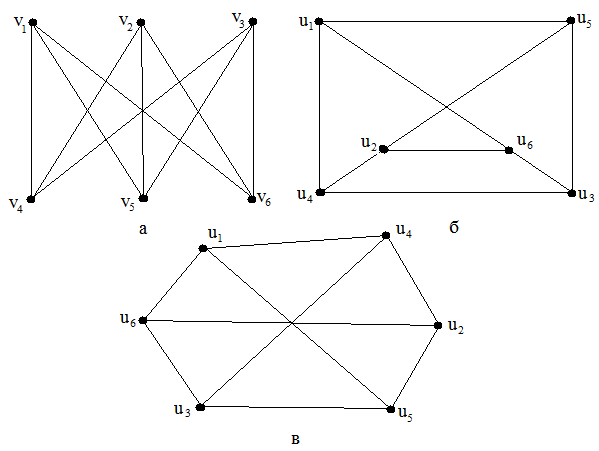 v1 v2 v3
v4 v5 v6
а
u1 u5
u2 u6
u4 u3
б
u1 u4
u6 u2
u3 u5
в